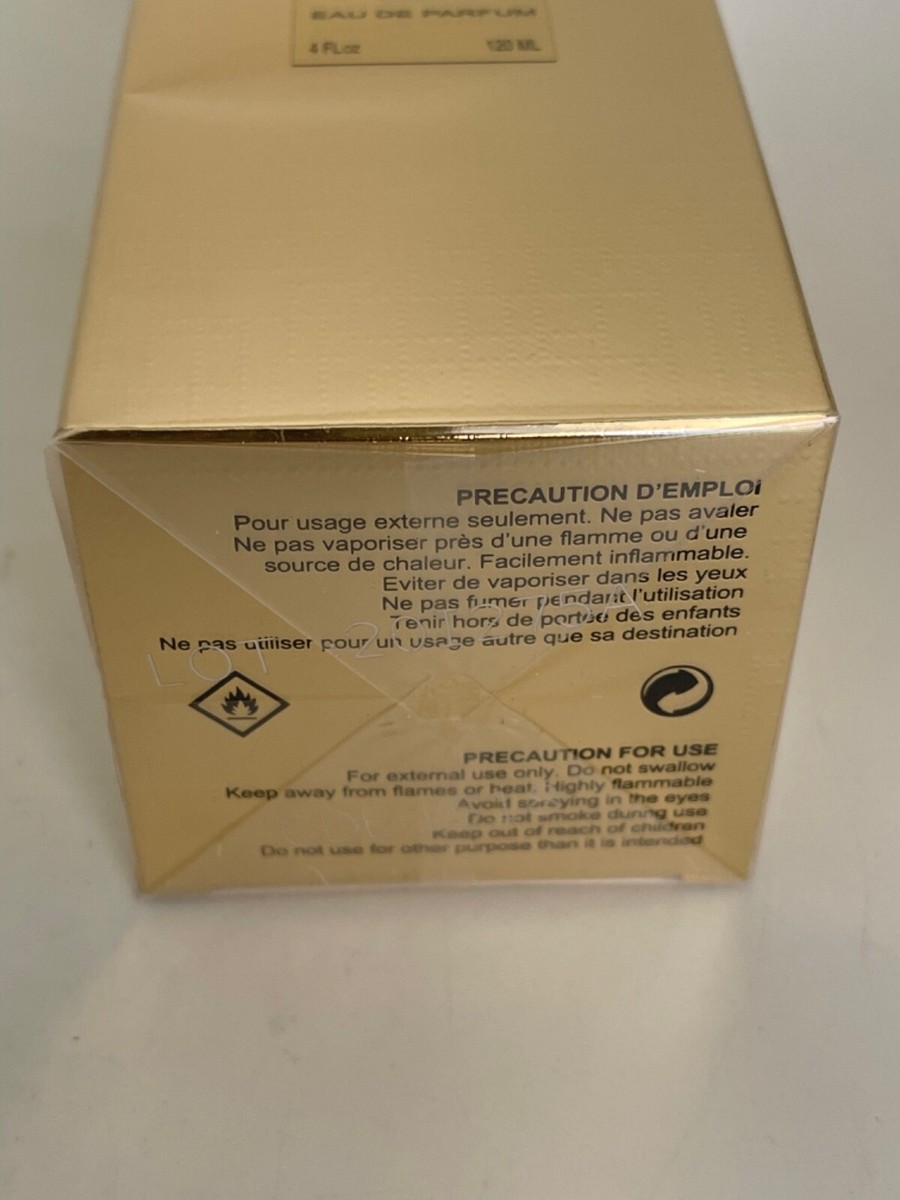 EAU DE PARFUM
4 FLoz 120 ML
PRECAUTION D'EMPLOI
Pour usage externe seulement. Ne pas avaler
Ne pas vaporiser près d'une flamme ou d'une
source de chaleur. Facilement inflammable.
Eviter de vaporiser dans les yeux
Ne pas fumer pendant l'utilisation
Tenir hors de portée des enfants
Ne pas utiliser pour un usage autre que sa destination
LOT
PRECAUTION FOR USE
For external use only. Do not swallow
Keep away from flames or heat. Highly flammable
Avoid spraying in the eyes
Do not smoke during use
Keep out of reach of children
Do not use for other purpose than it is intended